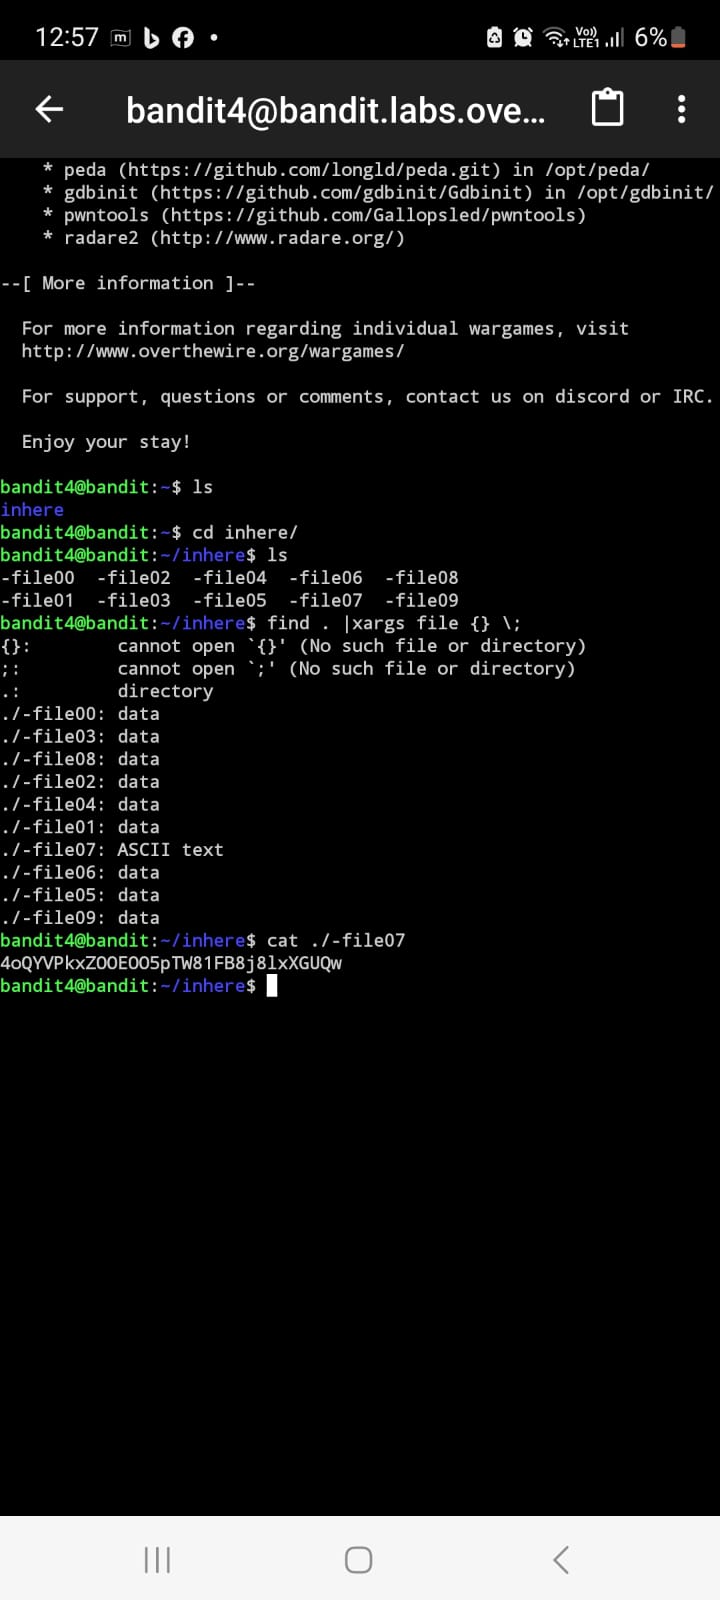 12:57 m b f • Vo) LTE1 6%
bandit4@bandit.labs.ove...
* peda (https://github.com/longld/peda.git) in /opt/peda/
* gdbinit (https://github.com/gdbinit/Gdbinit) in /opt/gdbinit/
* pwntools (https://github.com/Gallopsled/pwntools)
* radare2 (http://www.radare.org/)
--[ More information ]--
For more information regarding individual wargames, visit
http://www.overthewire.org/wargames/
For support, questions or comments, contact us on discord or IRC.
Enjoy your stay!
bandit4@bandit:~$ ls
inhere
bandit4@bandit:~$ cd inhere/
bandit4@bandit:~/inhere$ ls
-file00 -file02 -file04 -file06 -file08
-file01 -file03 -file05 -file07 -file09
bandit4@bandit:~/inhere$ find . |xargs file {} \;
{}: cannot open `{}' (No such file or directory)
;: cannot open `;' (No such file or directory)
.: directory
./-file00: data
./-file03: data
./-file08: data
./-file02: data
./-file04: data
./-file01: data
./-file07: ASCII text
./-file06: data
./-file05: data
./-file09: data
bandit4@bandit:~/inhere$ cat ./-file07
4oQYVPkxZOOEOO5pTW81FB8j8lxXGUQw
bandit4@bandit:~/inhere$